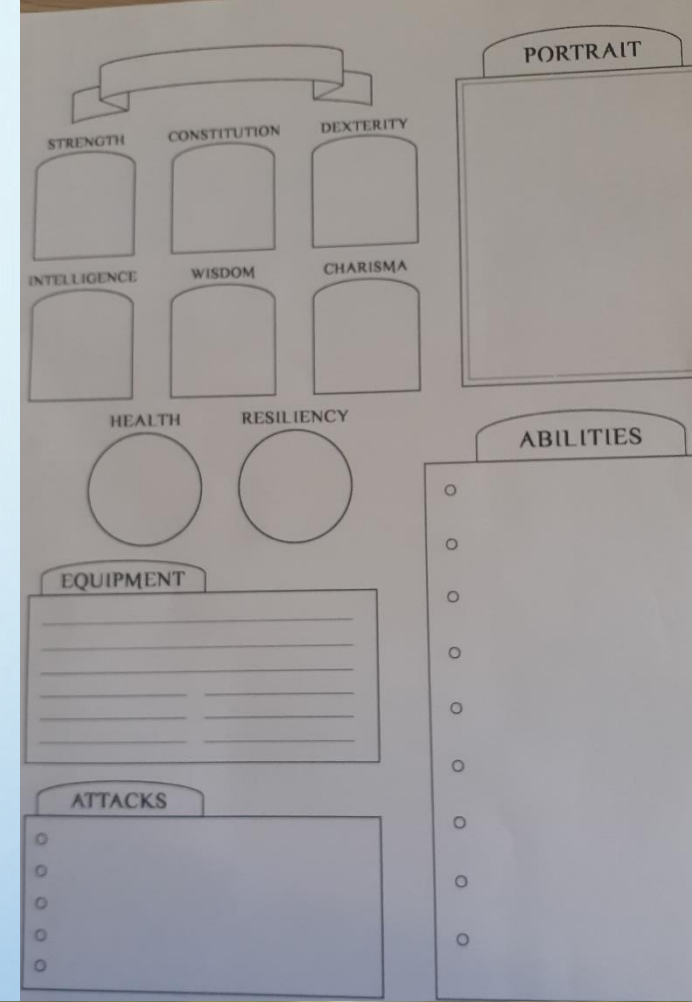 PORTRAIT
STRENGTH CONSTITUTION DEXTERITY
INTELLIGENCE WISDOM CHARISMA
HEALTH RESILIENCY
ABILITIES
EQUIPMENT
ATTACKS